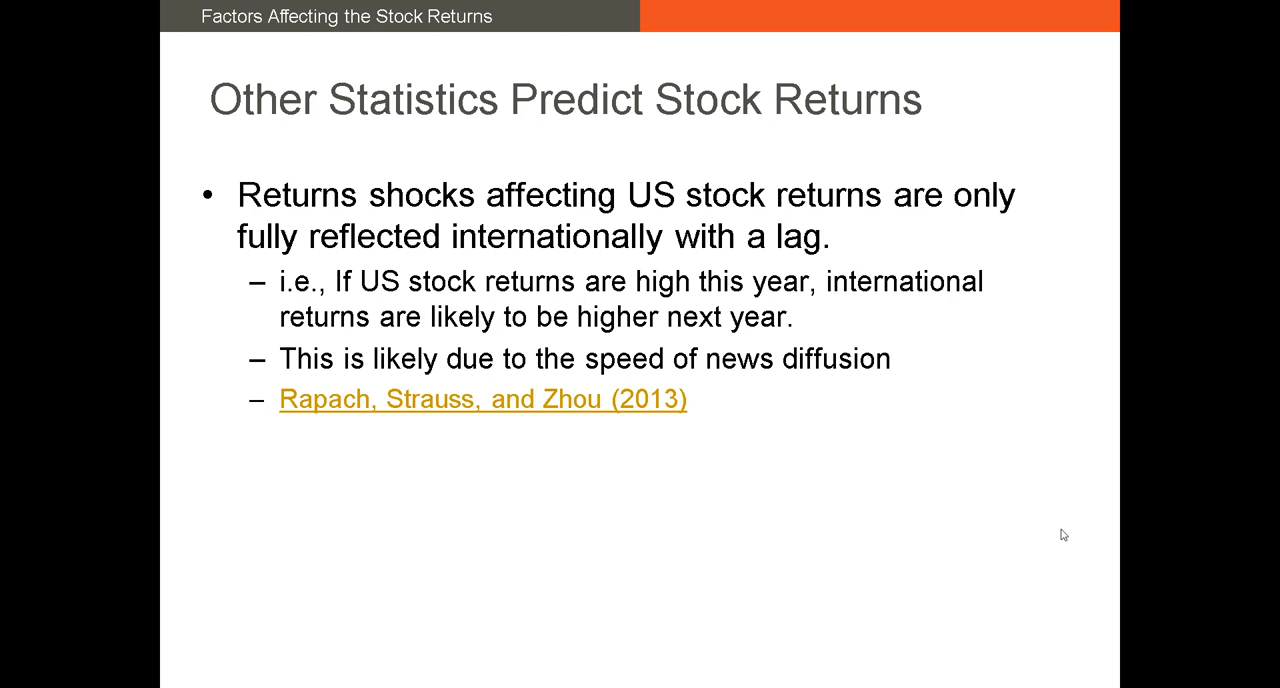 Factors Affecting the Stock Returns
Other Statistics Predict Stock Returns
• Returns shocks affecting US stock returns are only
fully reflected internationally with a lag.
– i.e., If US stock returns are high this year, international
returns are likely to be higher next year.
– This is likely due to the speed of news diffusion
– Rapach, Strauss, and Zhou (2013)